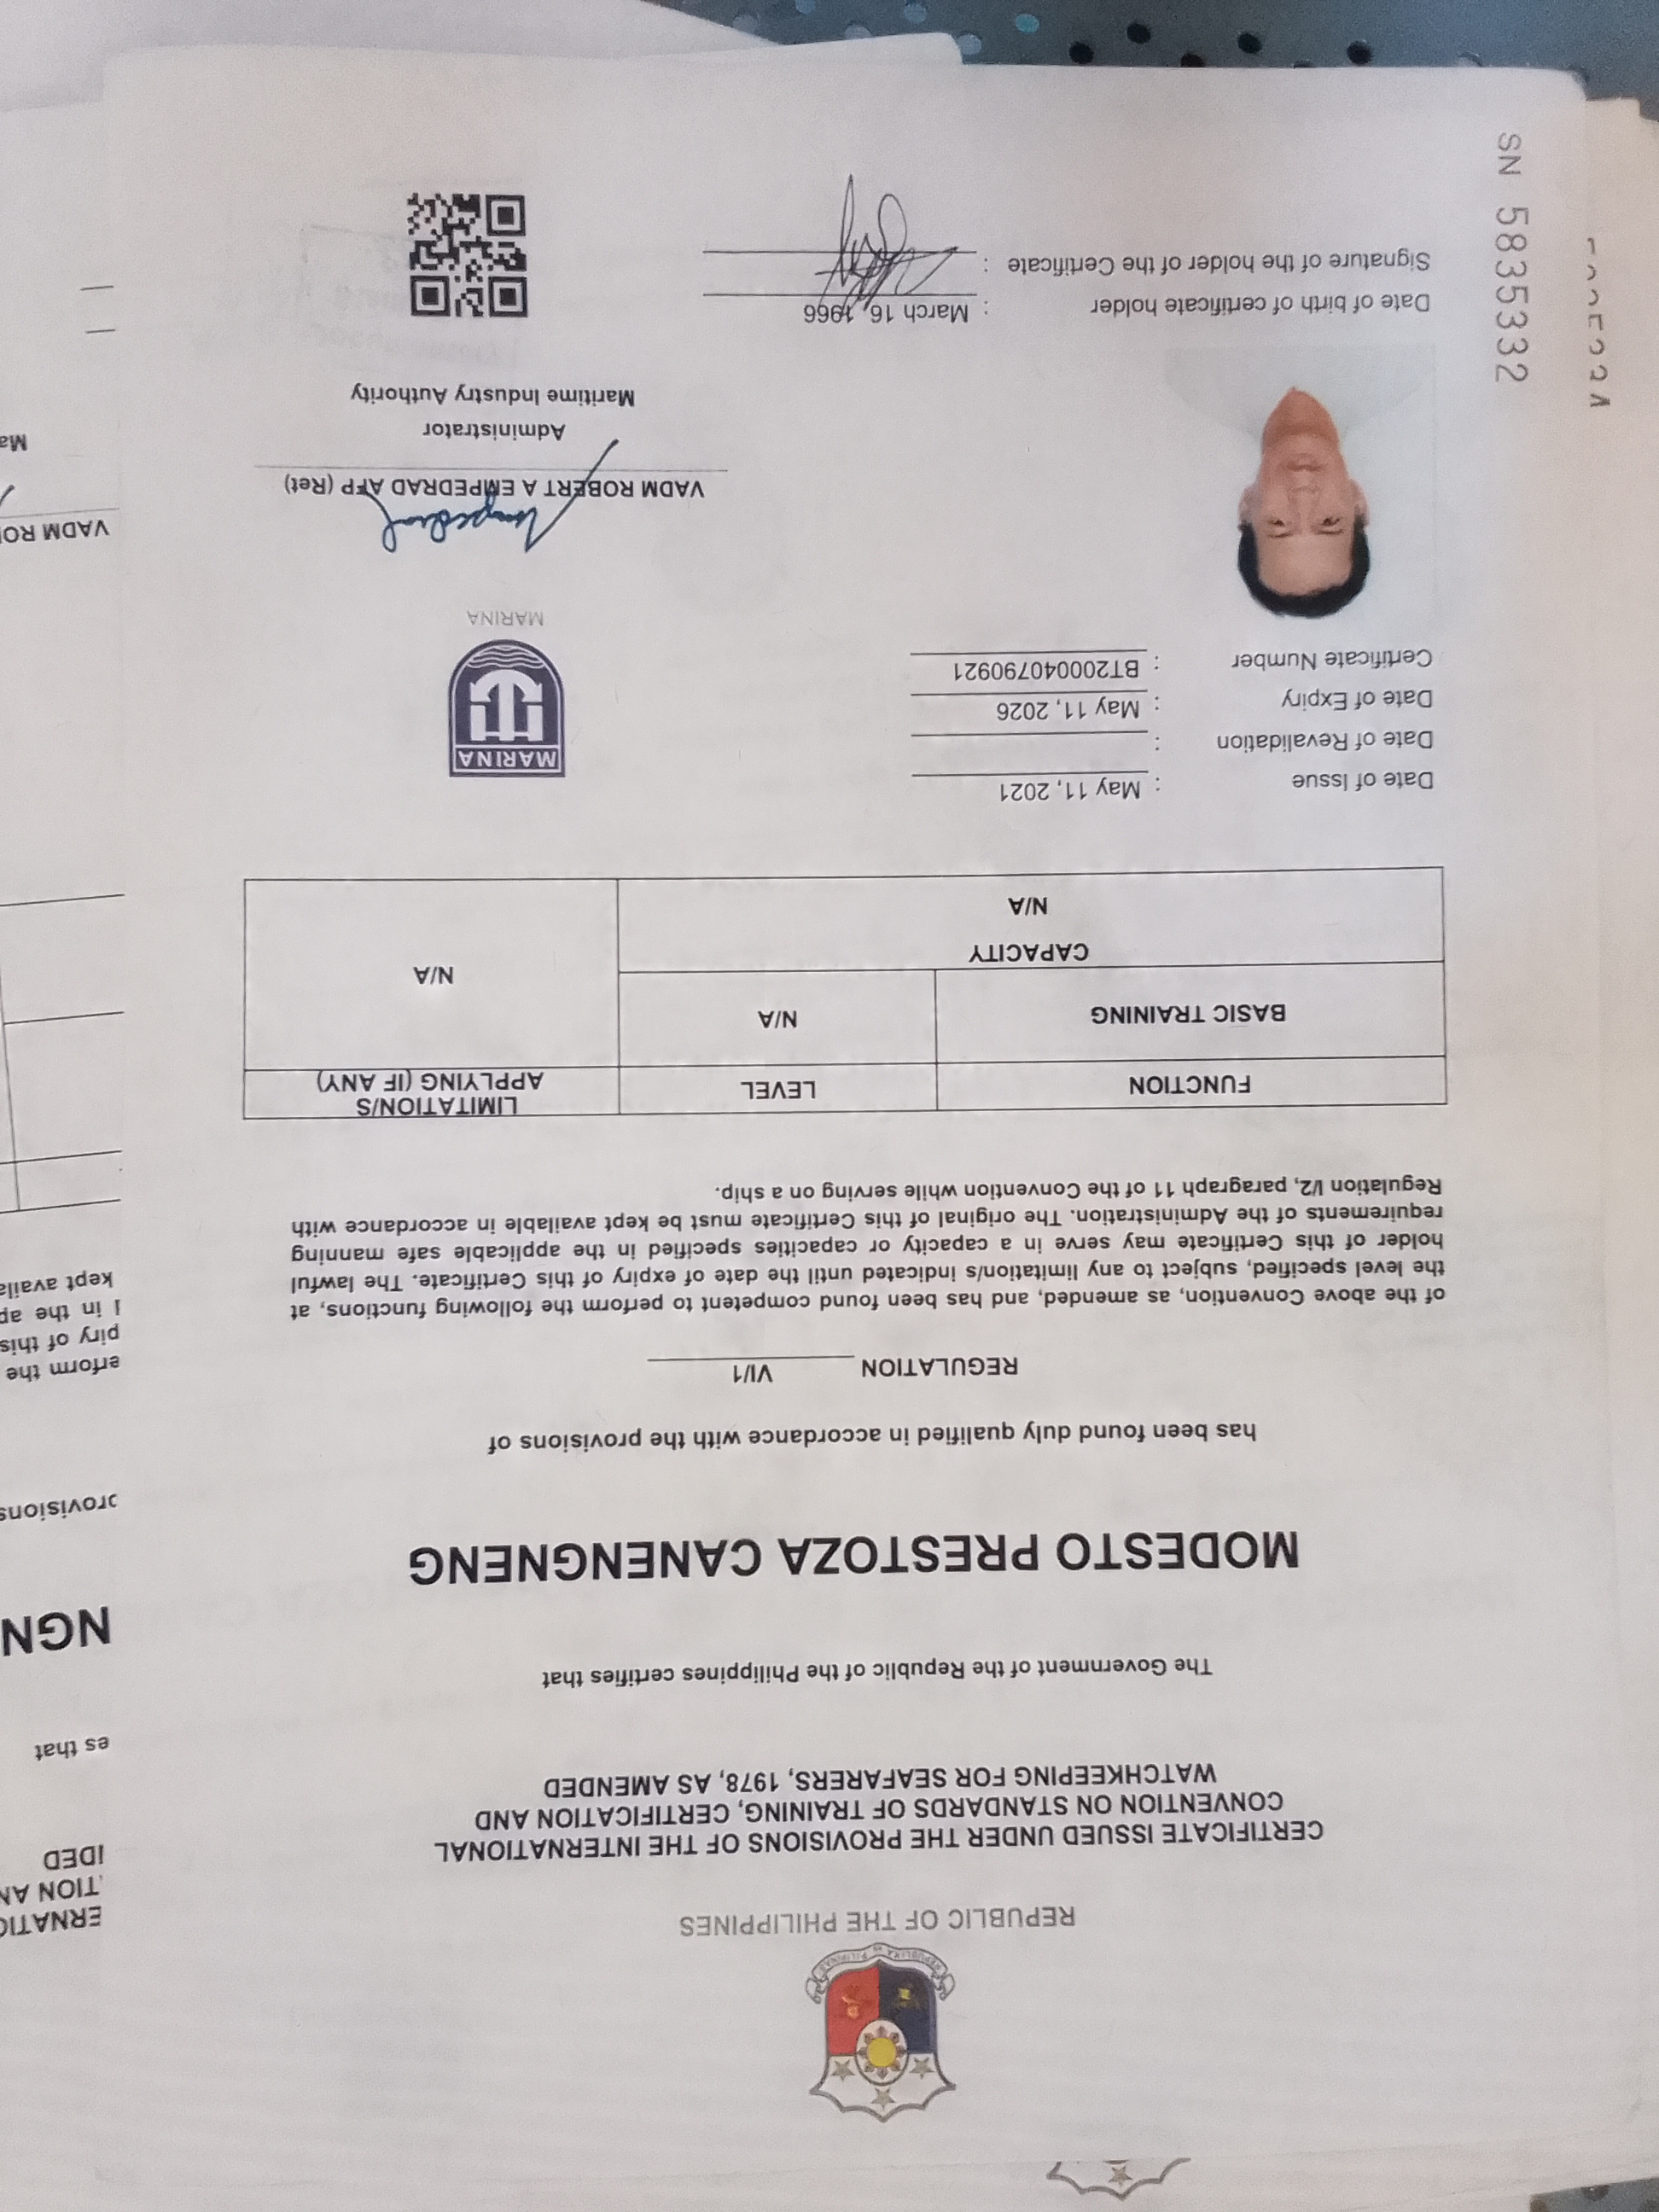 REPUBLIKA NG PILIPINAS
REPUBLIC OF THE PHILIPPINES
CERTIFICATE ISSUED UNDER THE PROVISIONS OF THE INTERNATIONAL
CONVENTION ON STANDARDS OF TRAINING, CERTIFICATION AND
WATCHKEEPING FOR SEAFARERS, 1978, AS AMENDED
The Government of the Republic of the Philippines certifies that
MODESTO PRESTOZA CANENGNENG
has been found duly qualified in accordance with the provisions of
REGULATION VI/1
of the above Convention, as amended, and has been found competent to perform the following functions, at
the level specified, subject to any limitation/s indicated until the date of expiry of this Certificate. The lawful
holder of this Certificate may serve in a capacity or capacities specified in the applicable safe manning
requirements of the Administration. The original of this Certificate must be kept available in accordance with
Regulation I/2, paragraph 11 of the Convention while serving on a ship.
FUNCTION LEVEL LIMITATION/S
APPLYING (IF ANY)
BASIC TRAINING N/A N/A
CAPACITY
N/A
Date of Issue : May 11, 2021
Date of Revalidation :
Date of Expiry : May 11, 2026
Certificate Number : BT200040790921
MARINA
MARINA
VADM ROBERT A EMPEDRAD AFP (Ret)
Administrator
Maritime Industry Authority
Date of birth of certificate holder : March 16, 1966
Signature of the holder of the Certificate :
SN 5835332
ERNATIO
TION AN
DED
es that
NGN
provisions
erform the
piry of this
in the ap
kept availa
VADM RO
Ma